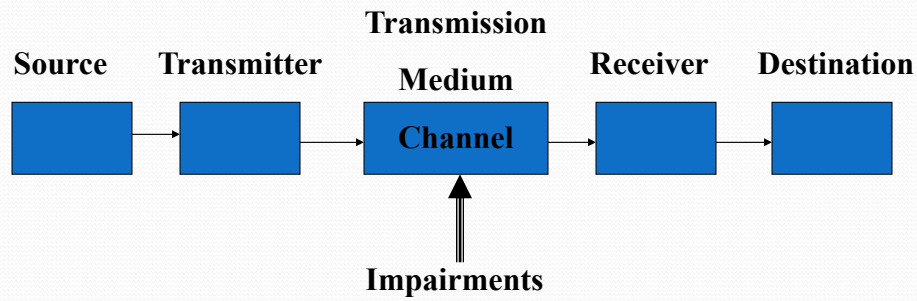 Transmission
Source Transmitter Medium Receiver Destination
Channel
Impairments